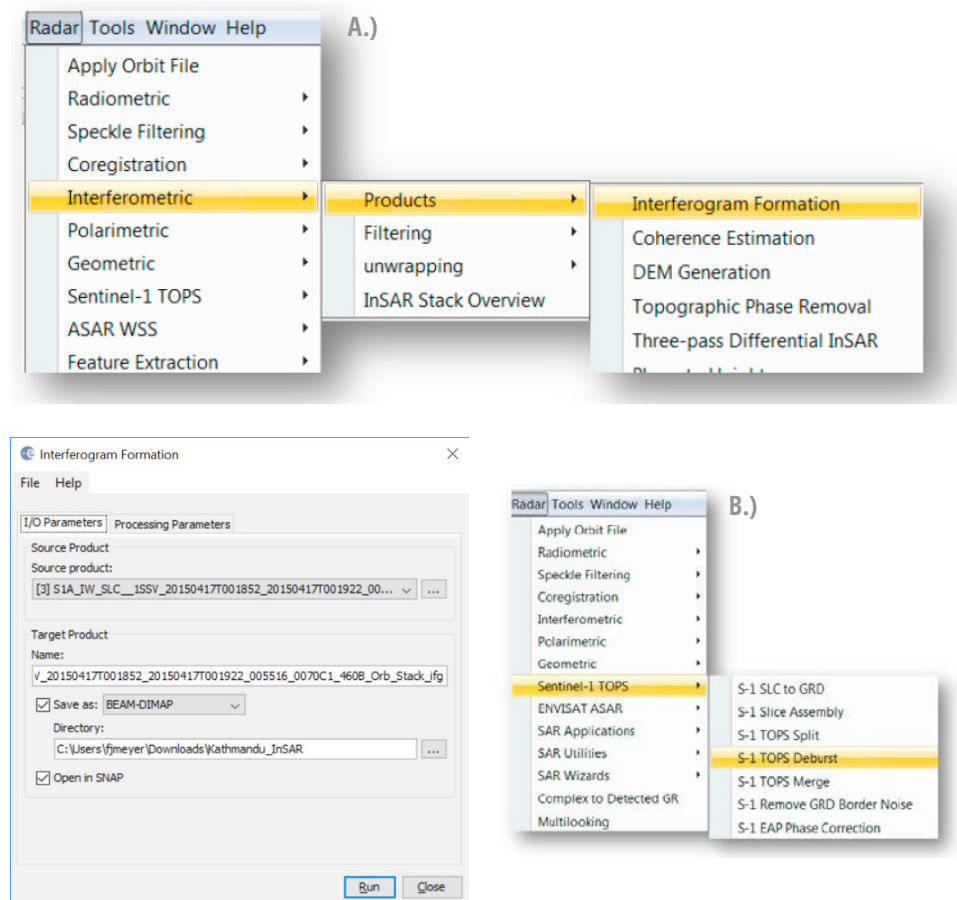 Radar Tools Window Help
A.)
Apply Orbit File
Radiometric
Speckle Filtering
Coregistration
Interferometric
Polarimetric
Geometric
Sentinel-1 TOPS
ASAR WSS
Feature Extraction
Products
Filtering
unwrapping
InSAR Stack Overview
Interferogram Formation
Coherence Estimation
DEM Generation
Topographic Phase Removal
Three-pass Differential InSAR
Interferogram Formation
File Help
I/O Parameters Processing Parameters
Source Product
Source product:
[3] S1A_IW_SLC__1SSV_20150417T001852_20150417T001922_00... ...
Target Product
Name:
V_20150417T001852_20150417T001922_005516_0070C1_460B_Orb_Stack_ifg
Save as: BEAM-DIMAP
Directory:
C:\Users\fjmeyer\Downloads\Kathmandu_InSAR ...
Open in SNAP
Run Close
Radar Tools Window Help
B.)
Apply Orbit File
Radiometric
Speckle Filtering
Coregistration
Interferometric
Polarimetric
Geometric
Sentinel-1 TOPS
ENVISAT ASAR
SAR Applications
SAR Utilities
SAR Wizards
Complex to Detected GR
Multilooking
S-1 SLC to GRD
S-1 Slice Assembly
S-1 TOPS Split
S-1 TOPS Deburst
S-1 TOPS Merge
S-1 Remove GRD Border Noise
S-1 EAP Phase Correction